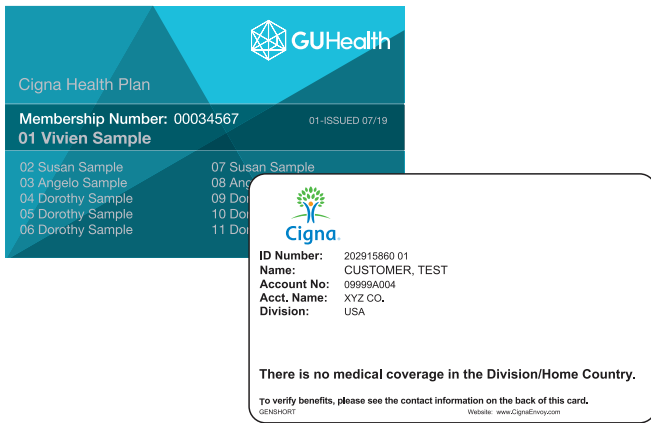 GUHealth
Cigna Health Plan
Membership Number: 00034567
01-ISSUED 07/19
01 Vivien Sample
02 Susan Sample
03 Angelo Sample
04 Dorothy Sample
05 Dorothy Sample
06 Dorothy Sample
07 Susan Sample
08
09
10
11
Cigna
ID Number: 202915860 01
Name: CUSTOMER, TEST
Account No: 09999A004
Acct. Name: XYZ CO.
Division: USA
There is no medical coverage in the Division/Home Country.
To verify benefits, please see the contact information on the back of this card.
GENSHORT Website: www.CignaEnvoy.com